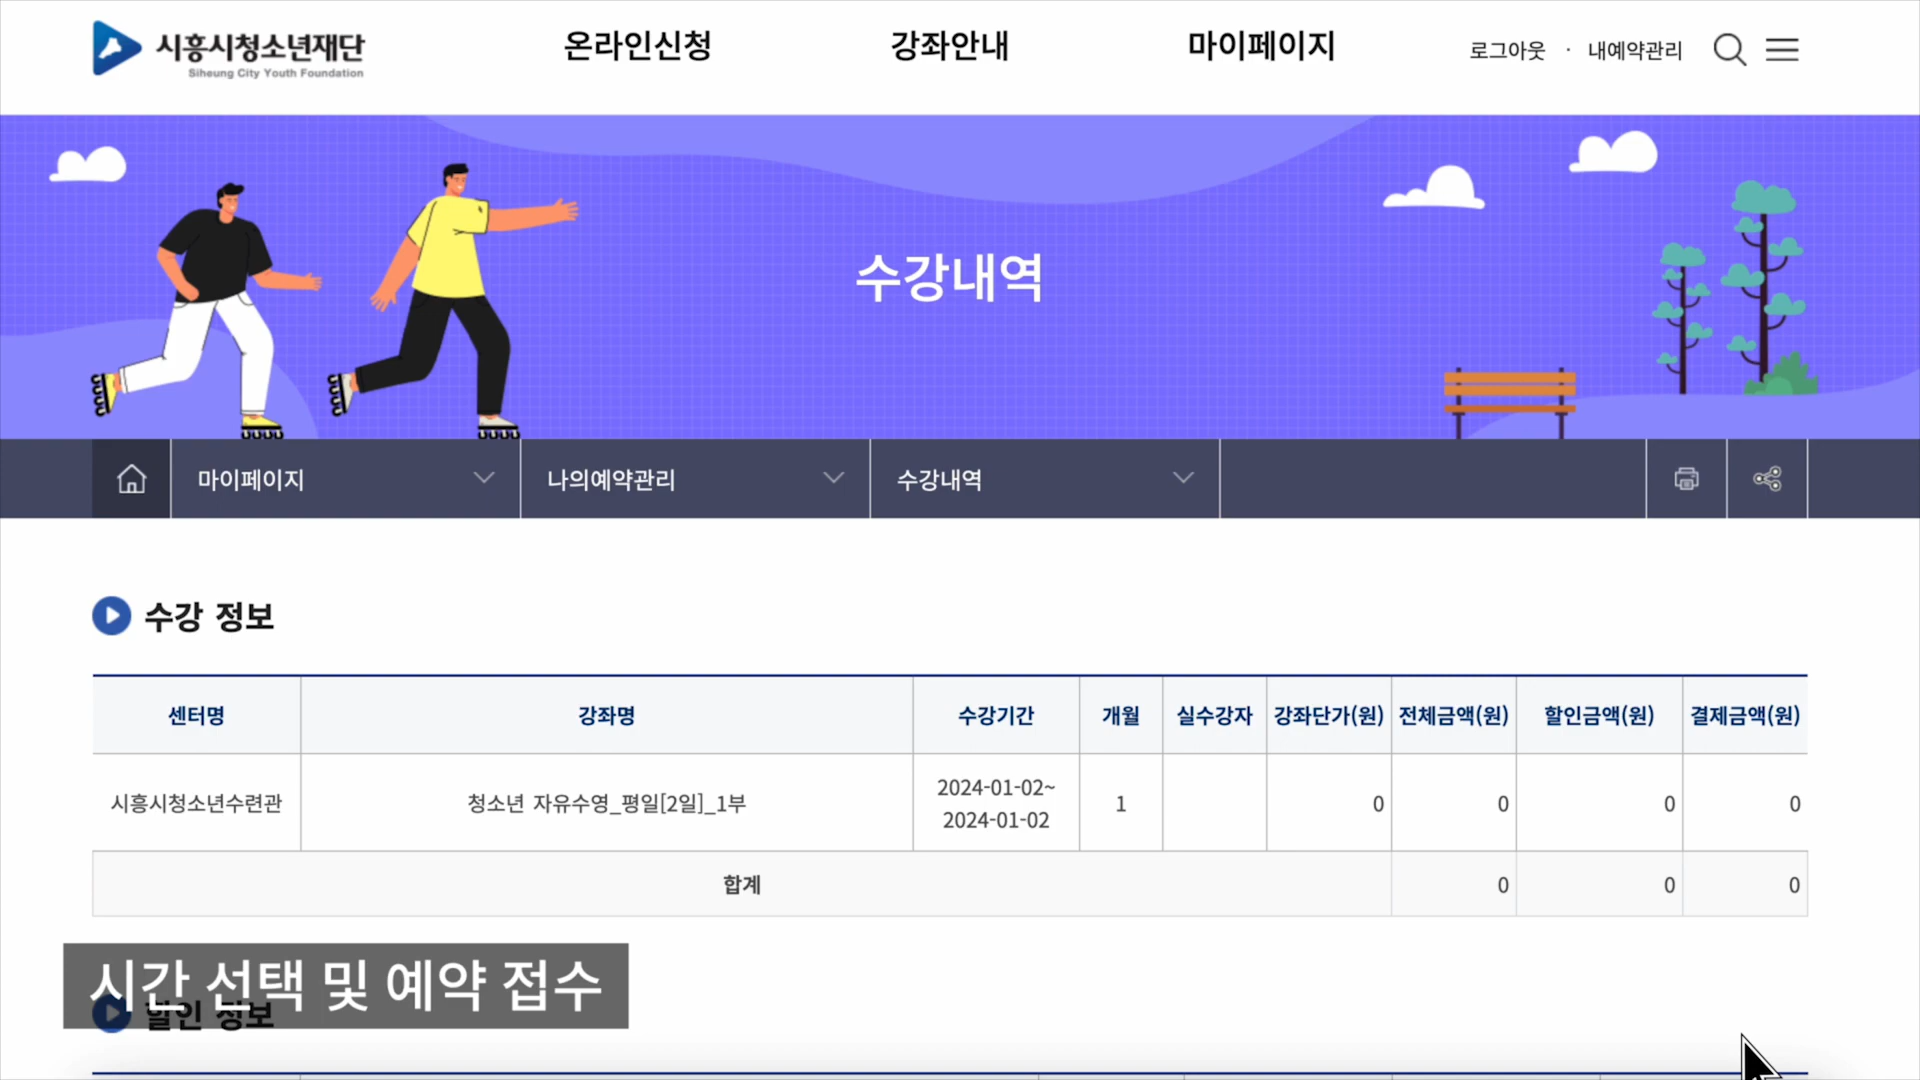 시흥시청소년재단
Siheung City Youth Foundation
온라인신청
강좌안내
마이페이지
로그아웃 · 내예약관리
수강내역
마이페이지
나의예약관리
수강내역
수강 정보
센터명
강좌명
수강기간
개월
실수강자
강좌단가(원)
전체금액(원)
할인금액(원)
결제금액(원)
시흥시청소년수련관
청소년 자유수영_평일[2일]_1부
2024-01-02~
2024-01-02
1
0
0
0
0
합계
0
0
0
시간 선택 및 예약 접수
할인 정보